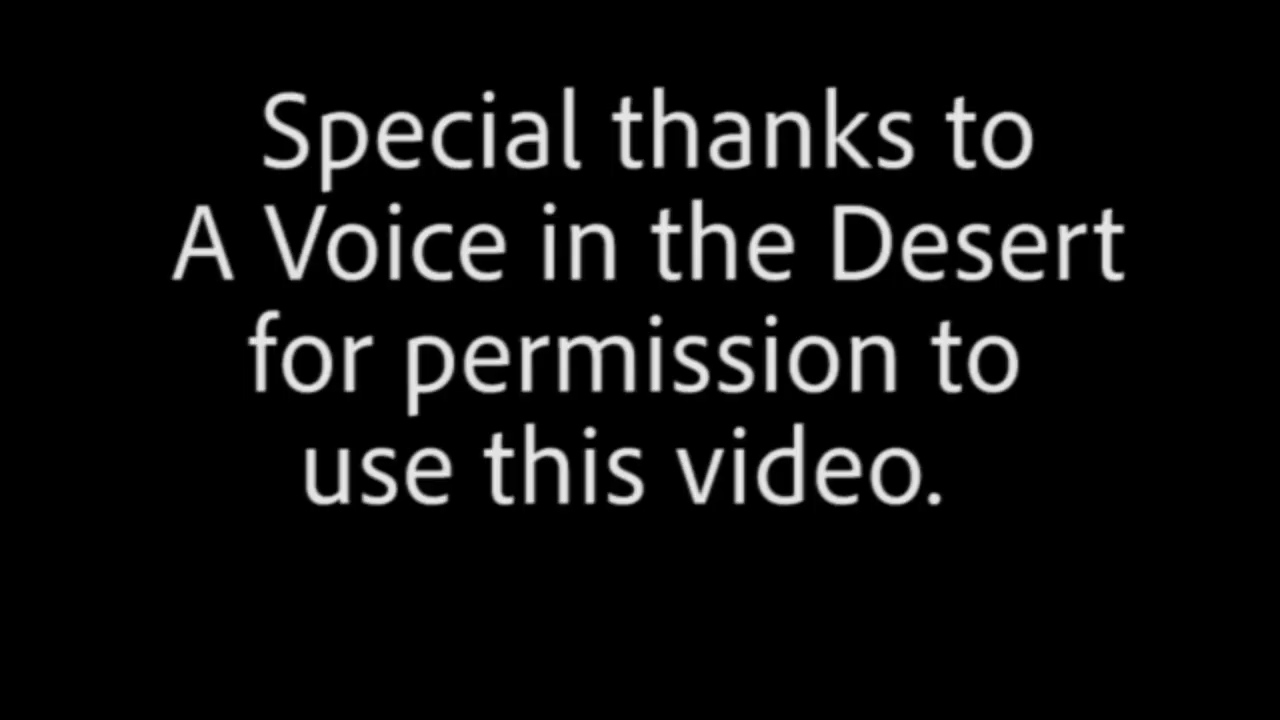 Special thanks to
A Voice in the Desert
for permission to
use this video.